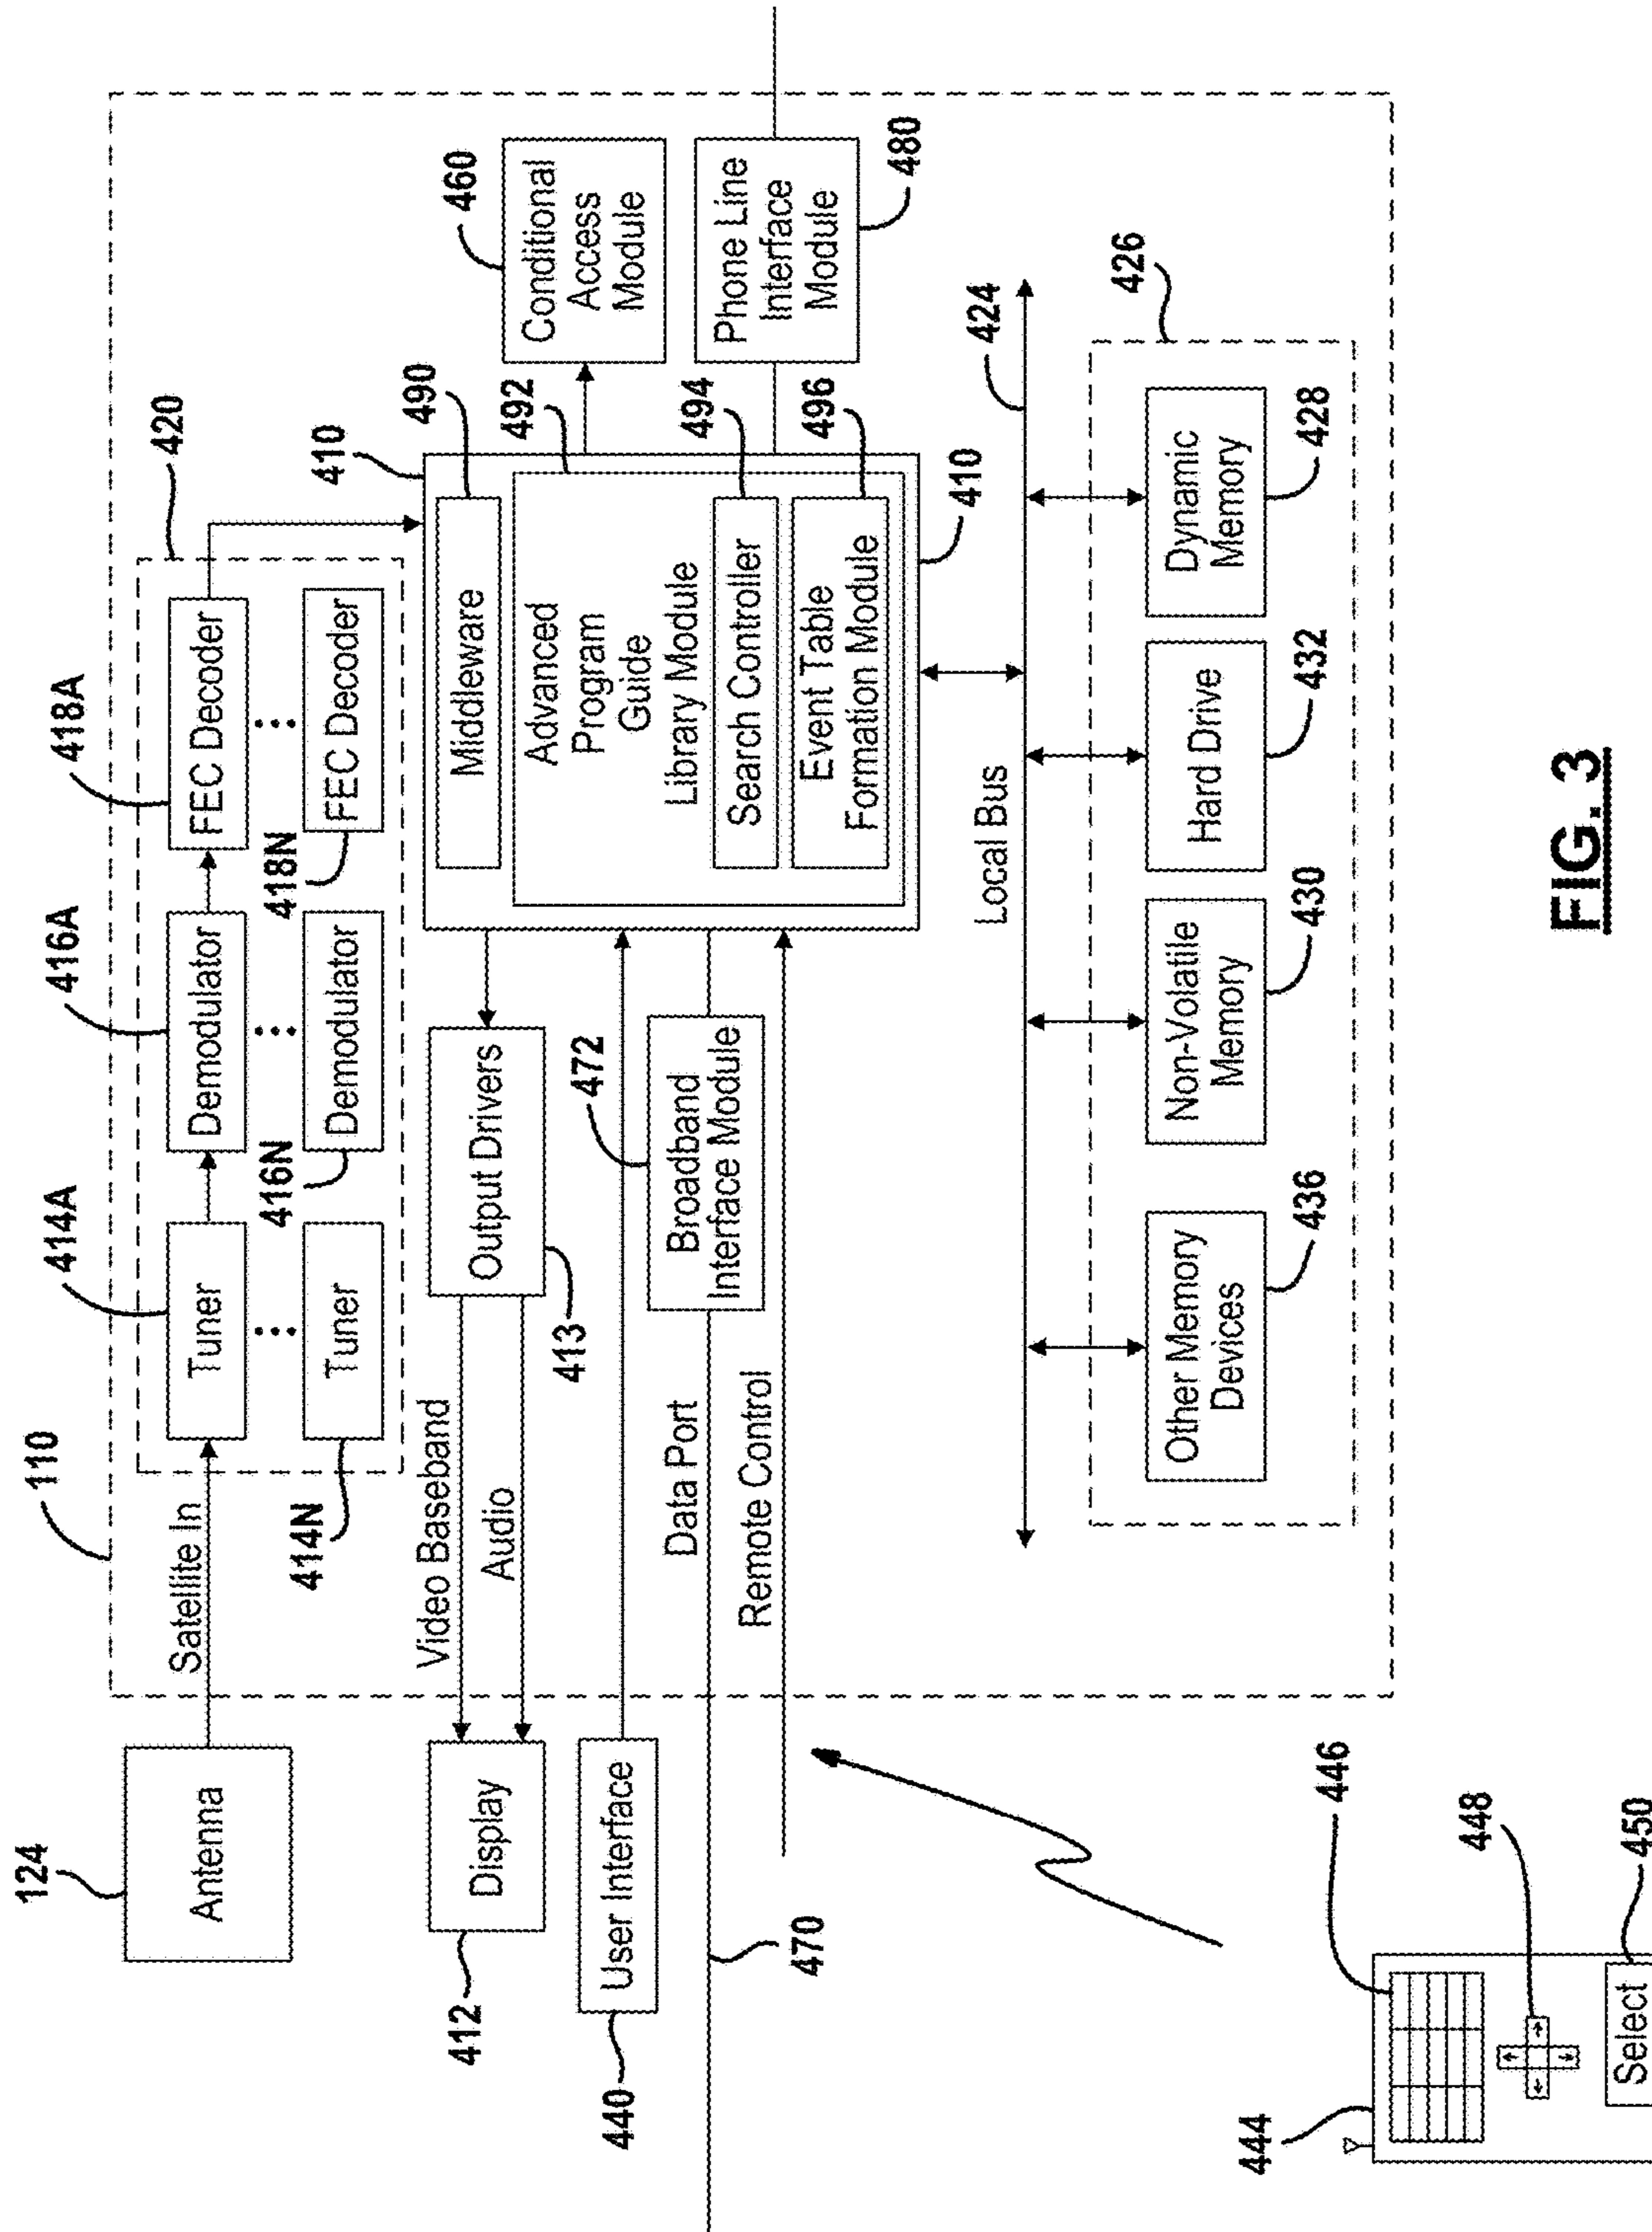 124
Antenna
Satellite In
110
414A
Tuner
414N
Tuner
416A
Demodulator
416N
Demodulator
418A
FEC Decoder
418N
FEC Decoder
420
412
Display
Video Baseband
Audio
Output Drivers
413
410
Middleware
490
492
Advanced
Program
Guide
Library Module
Search Controller
494
Event Table
Formation Module
496
410
Conditional
Access
Module
460
Phone Line
Interface
Module
480
440
User Interface
472
Broadband
Interface Module
Data Port
470
Remote Control
Local Bus
424
426
Other Memory
Devices
436
Non-Volatile
Memory
430
Hard Drive
432
Dynamic
Memory
428
444
446
448
Select
450
FIG. 3